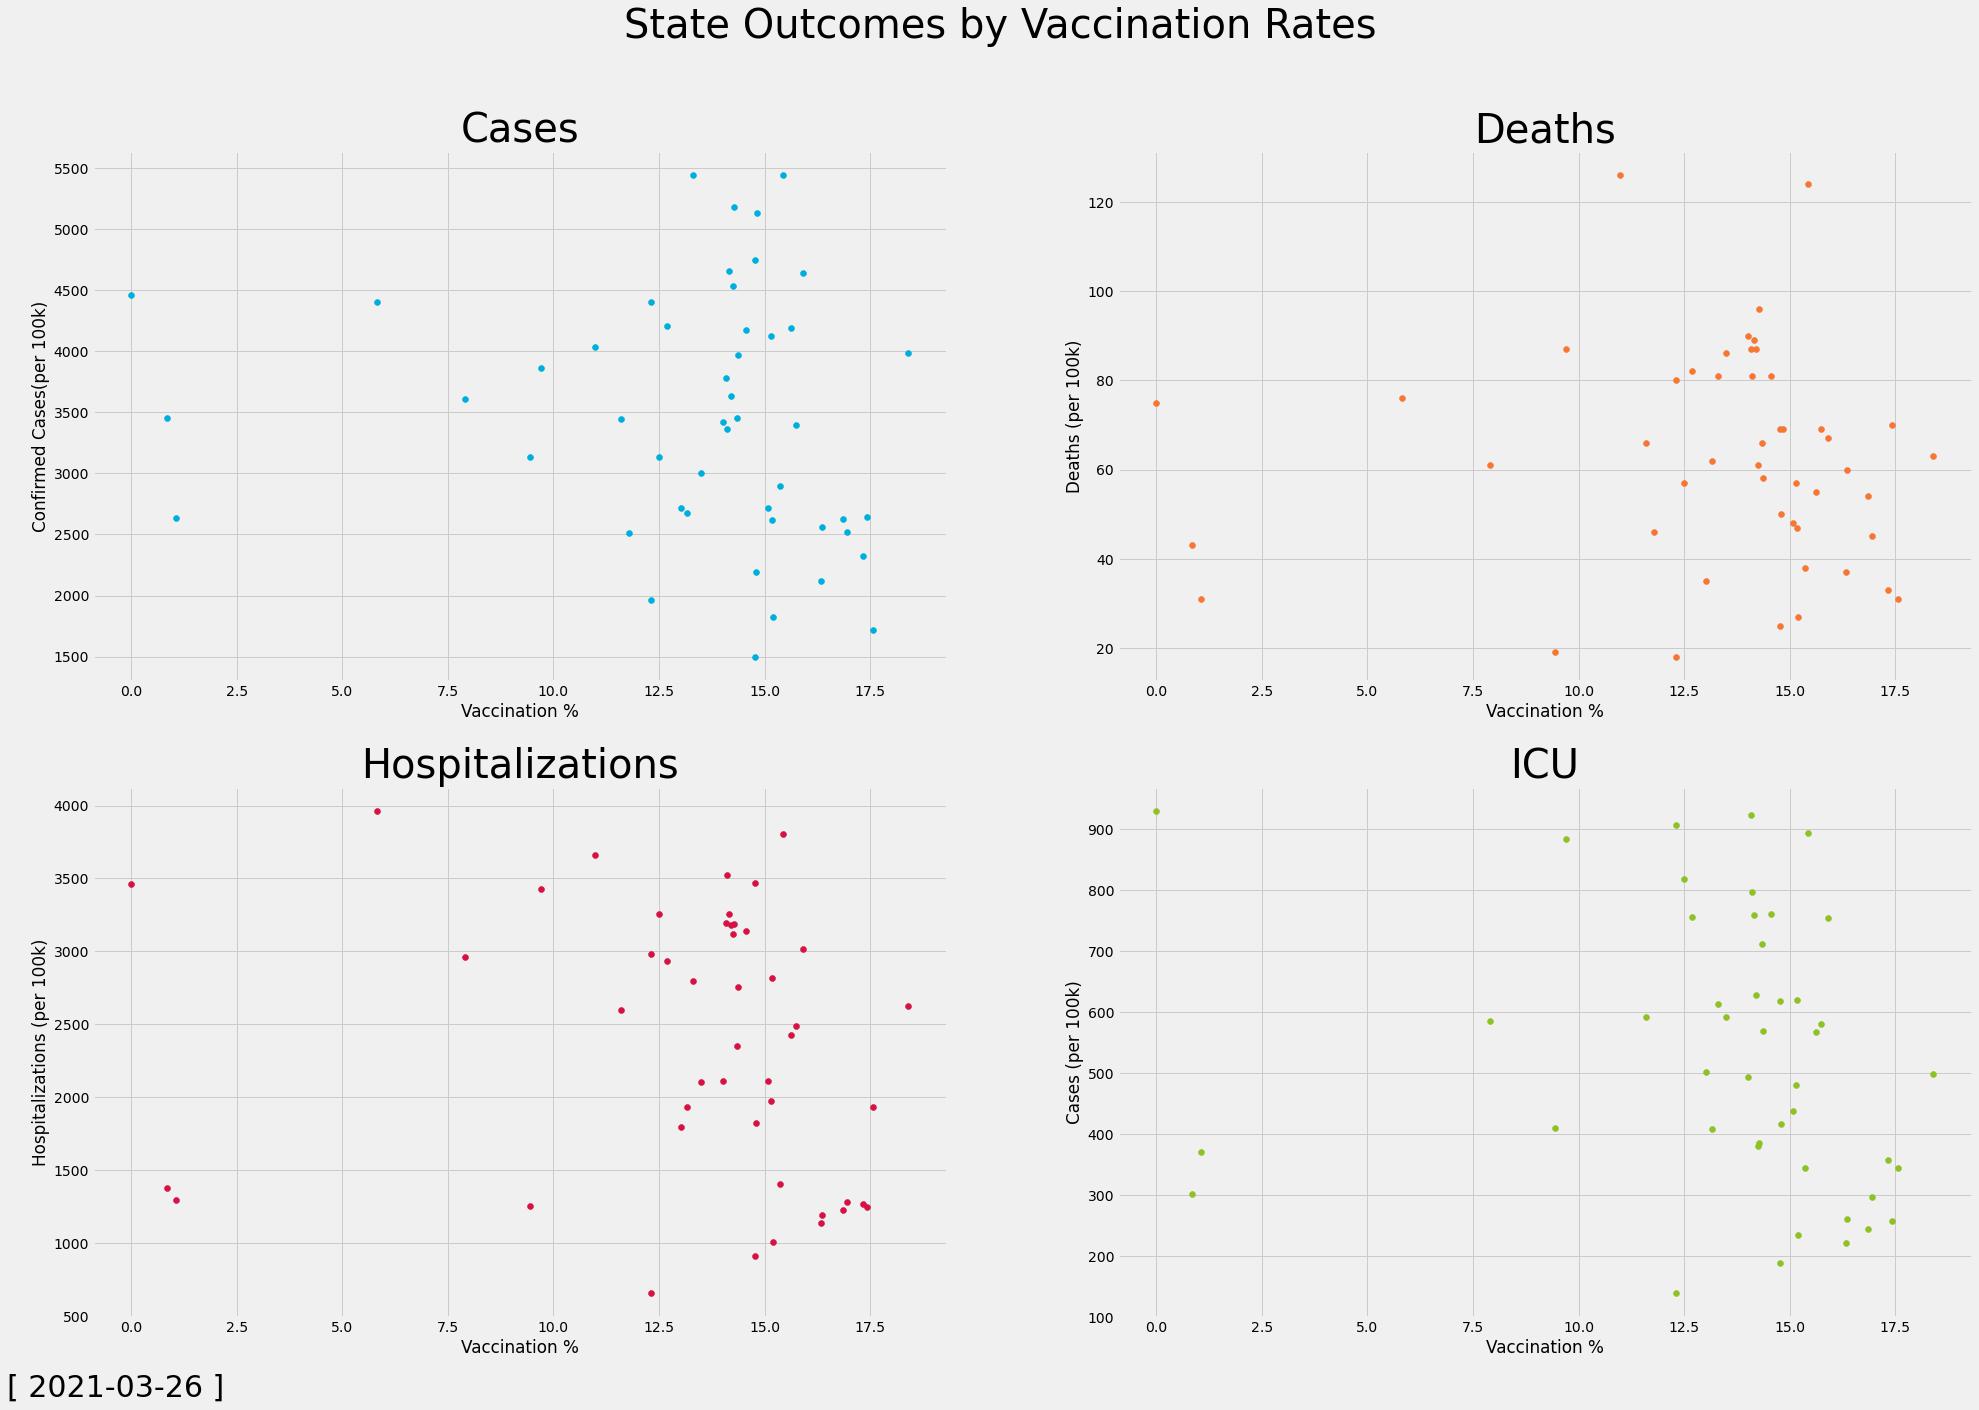 State Outcomes by Vaccination Rates
Cases
5500
5000
4500
4000
3500
3000
2500
2000
1500
Confirmed Cases(per 100k)
0.0 2.5 5.0 7.5 10.0 12.5 15.0 17.5
Vaccination %
Deaths
120
100
80
60
40
20
Deaths (per 100k)
0.0 2.5 5.0 7.5 10.0 12.5 15.0 17.5
Vaccination %
Hospitalizations
4000
3500
3000
2500
2000
1500
1000
500
Hospitalizations (per 100k)
0.0 2.5 5.0 7.5 10.0 12.5 15.0 17.5
Vaccination %
ICU
900
800
700
600
500
400
300
200
100
Cases (per 100k)
0.0 2.5 5.0 7.5 10.0 12.5 15.0 17.5
Vaccination %
[ 2021-03-26 ]